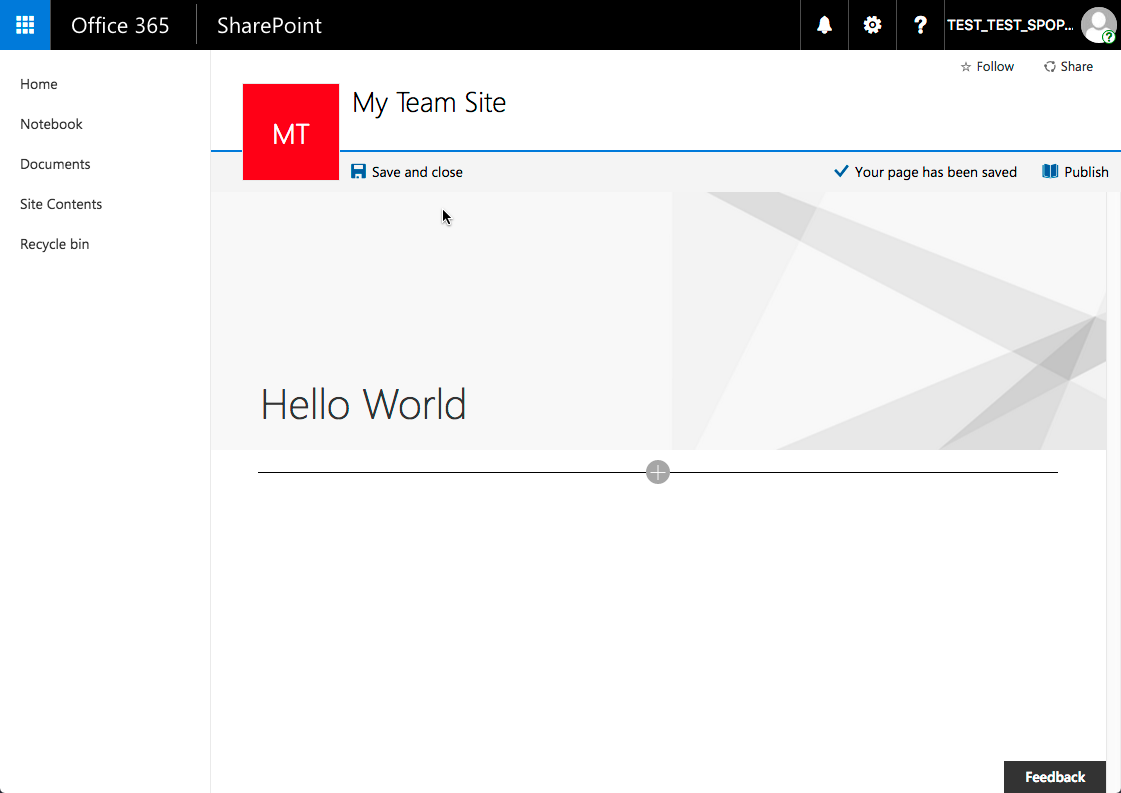 Office 365 SharePoint TEST_TEST_SPOP...
Follow Share
Home
Notebook
Documents
Site Contents
Recycle bin
MT
My Team Site
Save and close Your page has been saved Publish
Hello World
Feedback